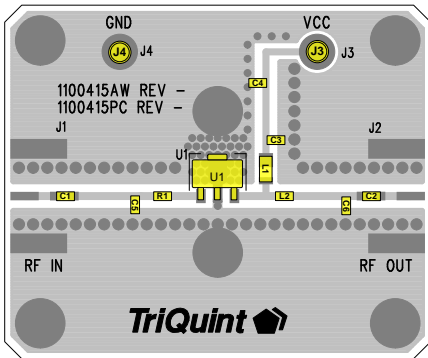 GND
VCC
J4
J4
J3
J3
C4
1100415AW REV -
1100415PC REV -
J1
J2
C3
U1
U1
L1
C1
R1
L2
C2
C5
C6
RF IN
RF OUT
TriQuint